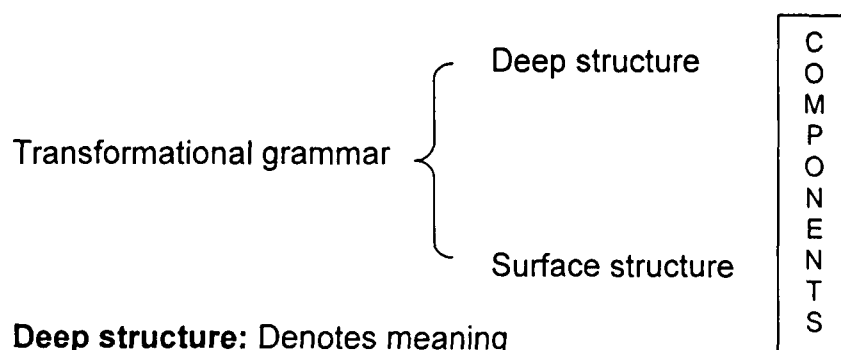 Deep structure
Transformational grammar
Surface structure
Deep structure: Denotes meaning
COMPONENTS